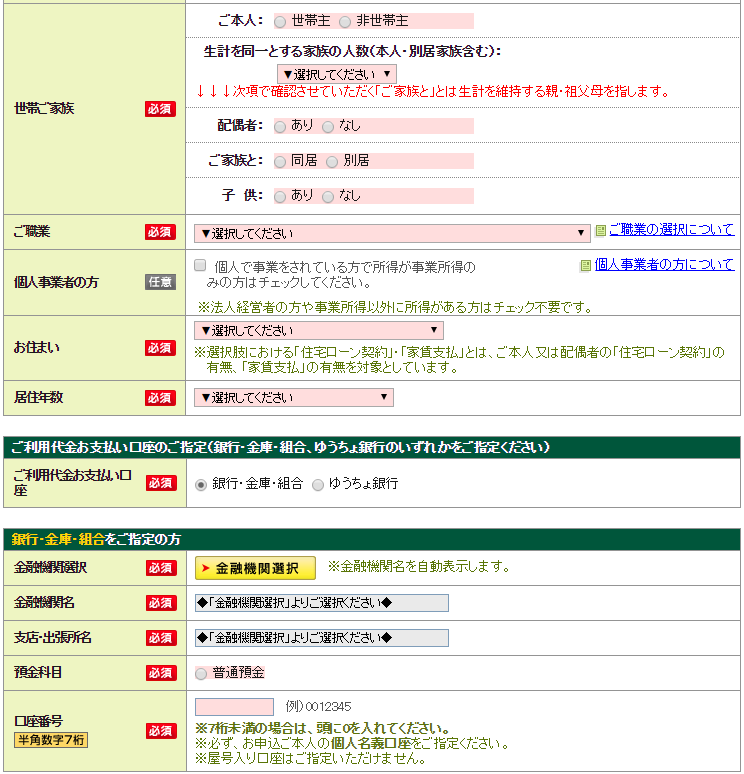 ご本人： 世帯主 非世帯主
生計を同一とする家族の人数(本人・別居家族含む)：
▼選択してください ▼
↓↓↓次項で確認させていただく「ご家族と」とは生計を維持する親・祖父母を指します。
世帯ご家族 必須
配偶者： あり なし
ご家族と： 同居 別居
子 供： あり なし
ご職業 必須 ▼選択してください ▼ ご職業の選択について
個人事業者の方 任意 個人で事業をされている方で所得が事業所得の
みの方はチェックしてください。
個人事業者の方について
※法人経営者の方や事業所得以外に所得がある方はチェック不要です。
お住まい 必須 ▼選択してください ▼
※選択肢における「住宅ローン契約」・「家賃支払」とは、ご本人又は配偶者の「住宅ローン契約」の
有無、「家賃支払」の有無を対象としています。
居住年数 必須 ▼選択してください ▼
ご利用代金お支払い口座のご指定(銀行・金庫・組合、ゆうちょ銀行のいずれかをご指定ください)
ご利用代金お支払い口
座 必須 銀行・金庫・組合 ゆうちょ銀行
銀行・金庫・組合をご指定の方
金融機関選択 必須 金融機関選択 ※金融機関名を自動表示します。
金融機関名 必須 ◆「金融機関選択」よりご選択ください◆
支店・出張所名 必須 ◆「金融機関選択」よりご選択ください◆
預金科目 必須 普通預金
口座番号 必須 例)0012345
半角数字7桁
※7桁未満の場合は、頭に0を入れてください。
※必ず、お申込ご本人の個人名義口座をご指定ください。
※屋号入り口座はご指定いただけません。